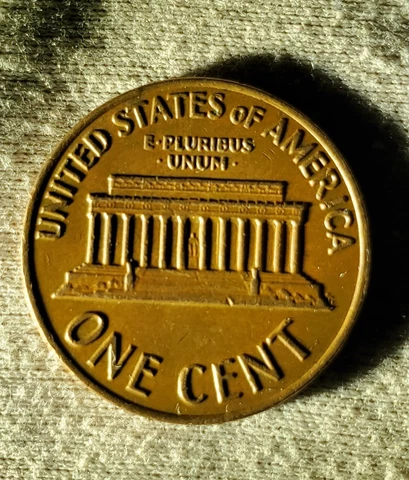 UNITED STATES OF AMERICA
E·PLURIBUS
·UNUM·
ONE CENT